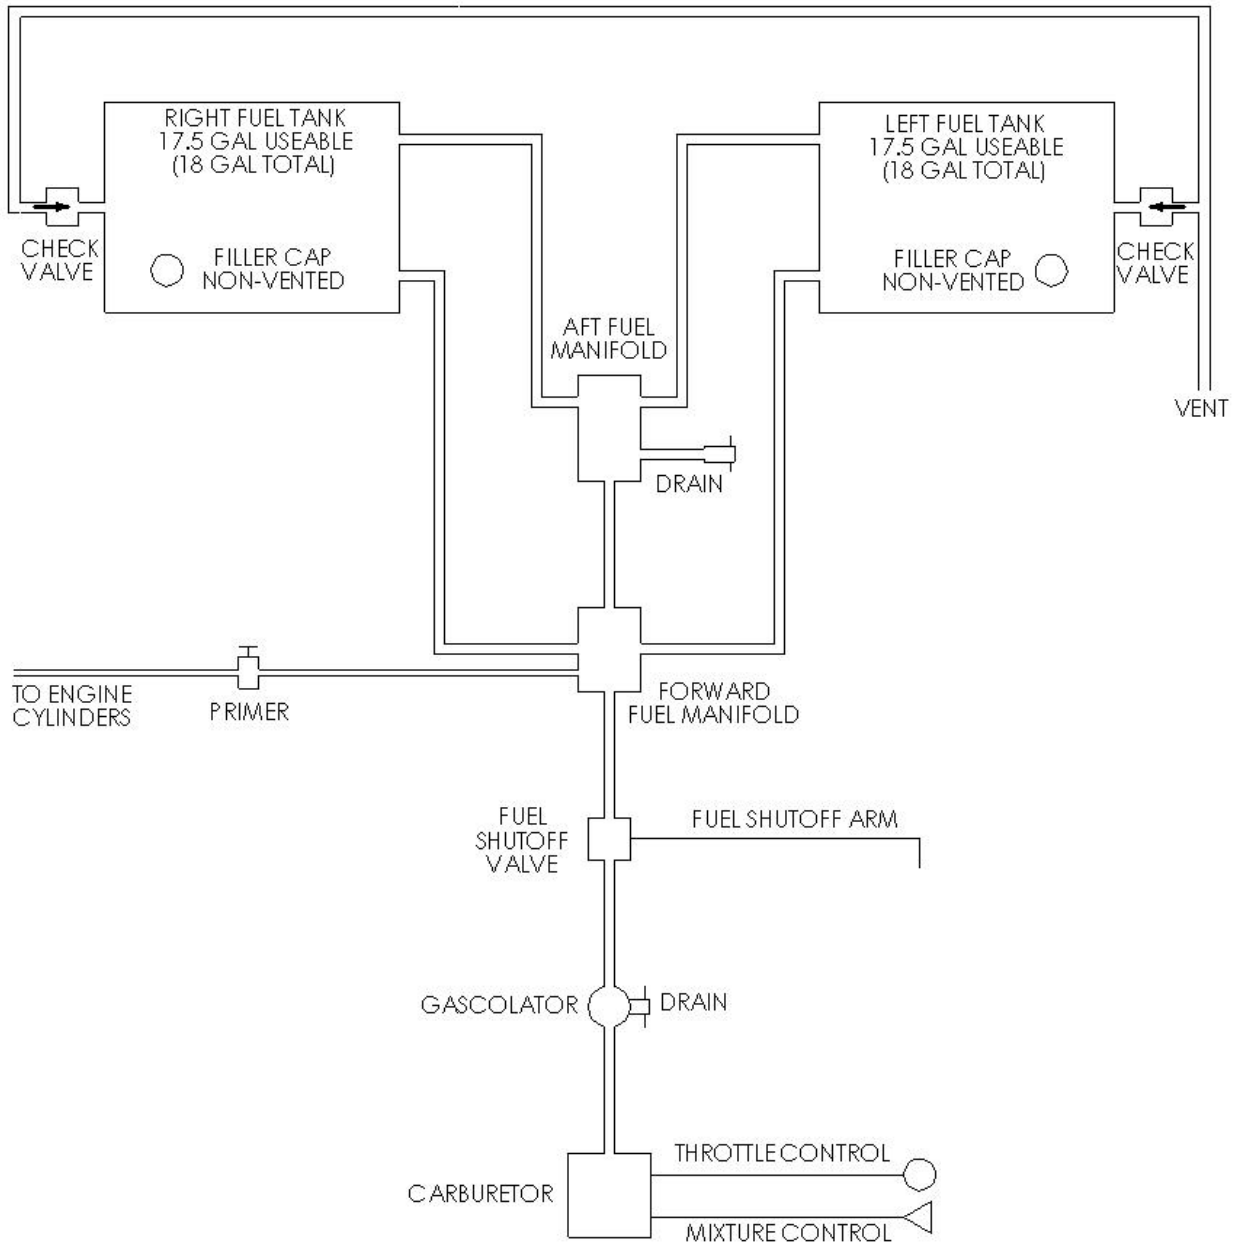 RIGHT FUEL TANK
17.5 GAL USEABLE
(18 GAL TOTAL)
LEFT FUEL TANK
17.5 GAL USEABLE
(18 GAL TOTAL)
CHECK
VALVE
FILLER CAP
NON-VENTED
FILLER CAP
NON-VENTED
CHECK
VALVE
AFT FUEL
MANIFOLD
VENT
DRAIN
TO ENGINE
CYLINDERS
PRIMER
FORWARD
FUEL MANIFOLD
FUEL
SHUTOFF
VALVE
FUEL SHUTOFF ARM
GASCOLATOR
DRAIN
THROTTLE CONTROL
CARBURETOR
MIXTURE CONTROL